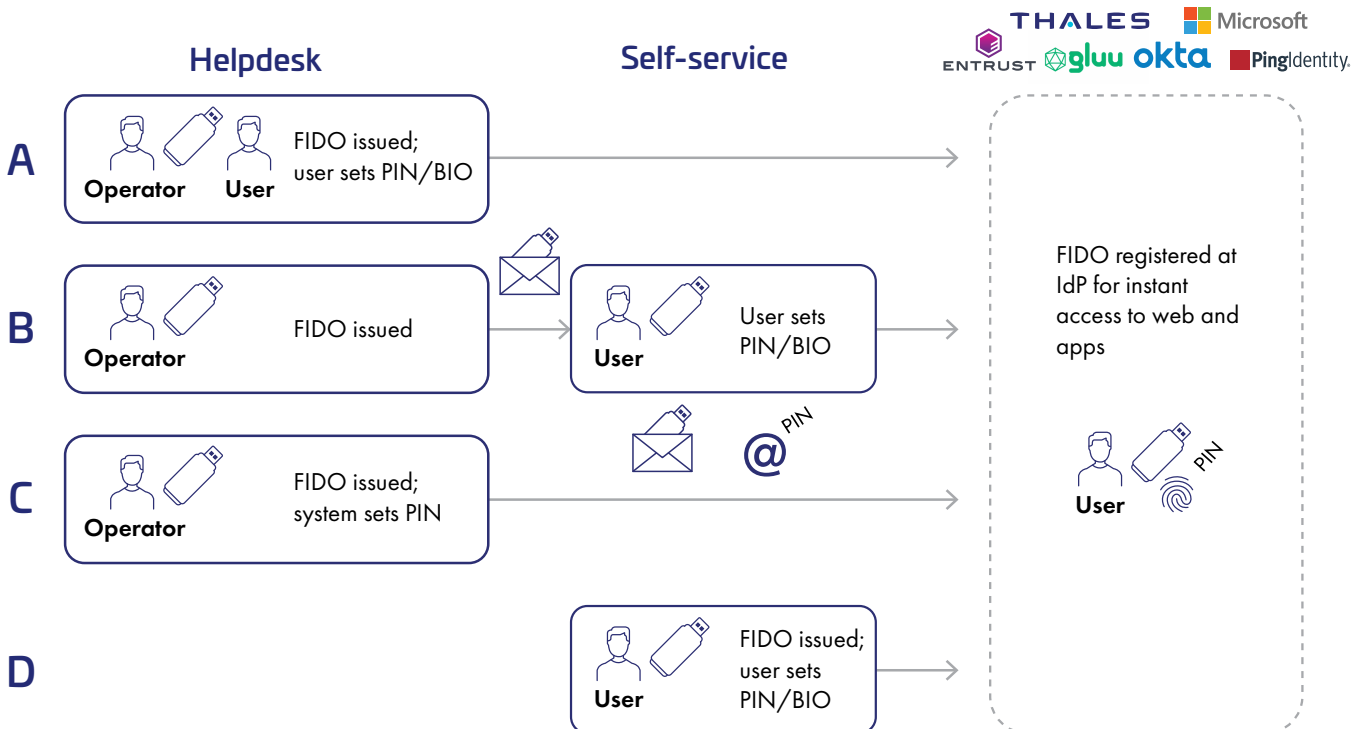 THALES
Microsoft
ENTRUST
gluu
okta
PingIdentity.
Helpdesk
Self-service
A
Operator
User
FIDO issued;
user sets PIN/BIO
B
Operator
FIDO issued
User
User sets
PIN/BIO
FIDO registered at
IdP for instant
access to web and
apps
C
Operator
FIDO issued;
system sets PIN
@
PIN
User
PIN
D
User
FIDO issued;
user sets
PIN/BIO